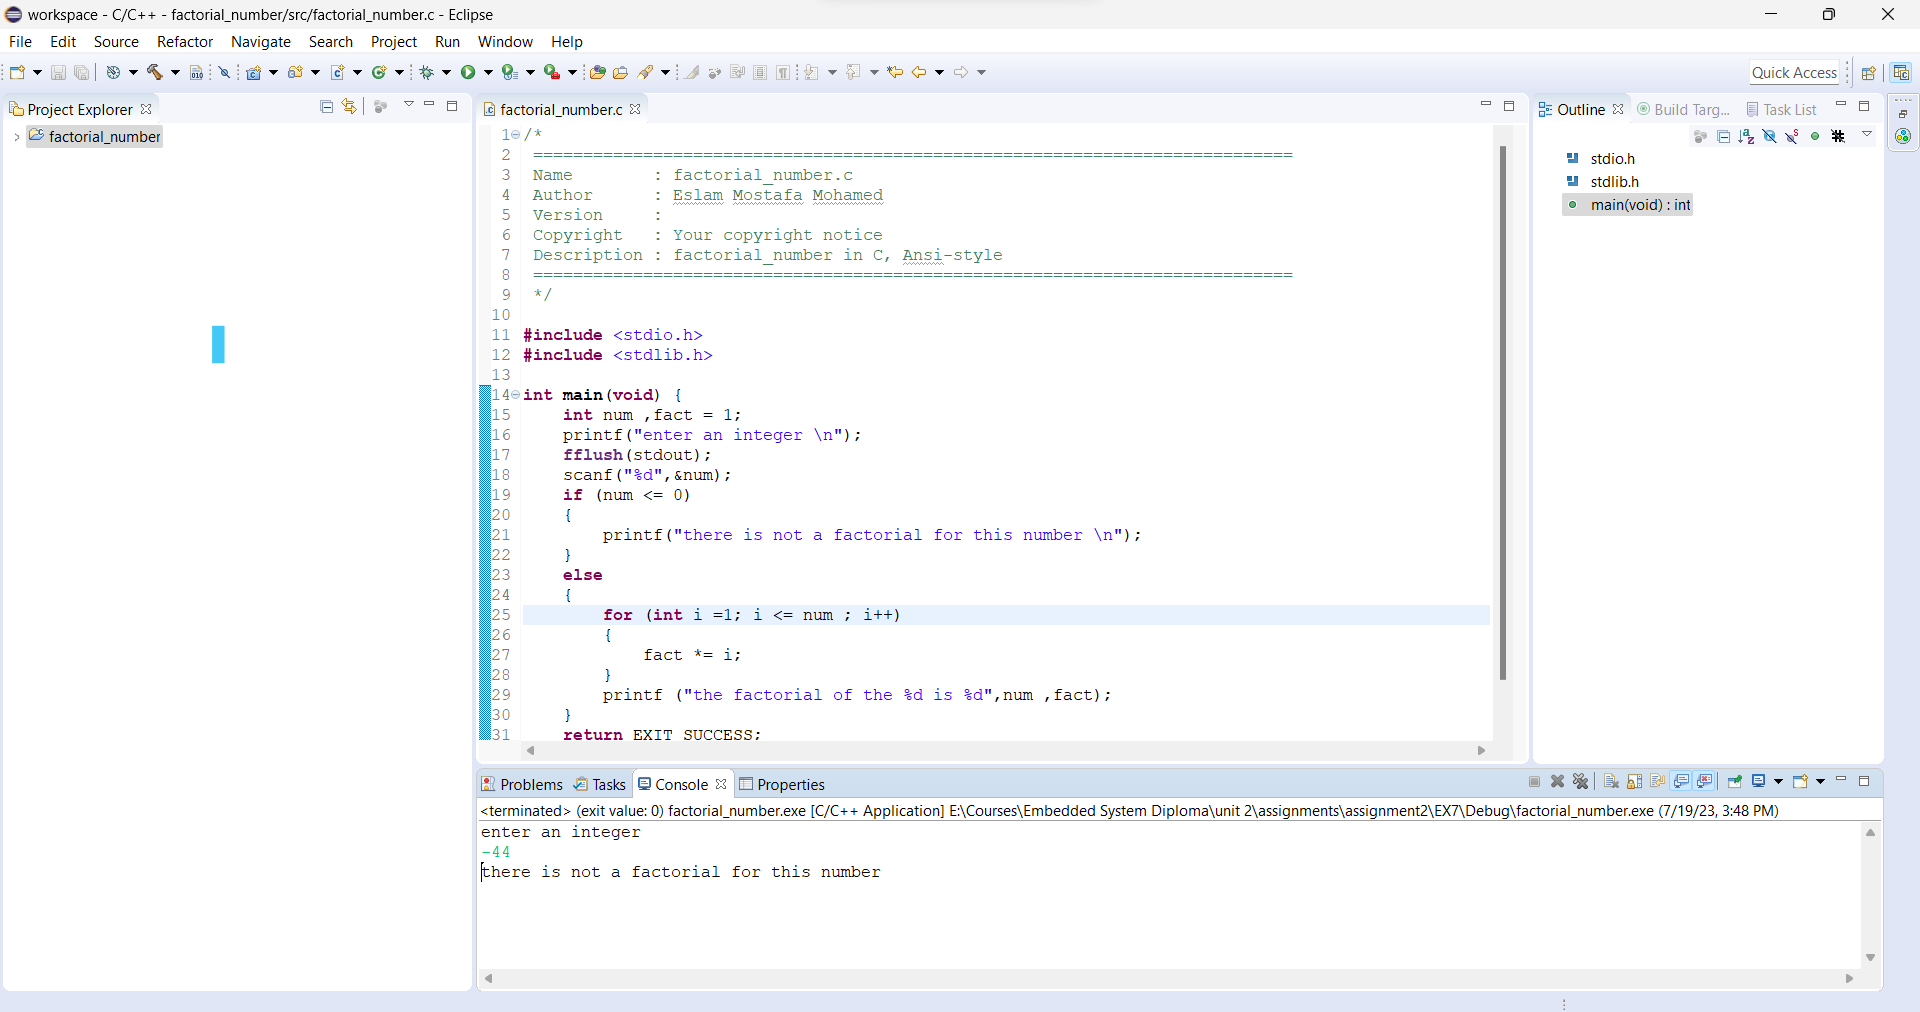 workspace - C/C++ - factorial_number/src/factorial_number.c - Eclipse
File Edit Source Refactor Navigate Search Project Run Window Help
Quick Access
Project Explorer
factorial_number
factorial_number.c
1 /*
2 ============================================================================
3 Name        : factorial_number.c
4 Author      : Eslam Mostafa Mohamed
5 Version     :
6 Copyright   : Your copyright notice
7 Description : factorial_number in C, Ansi-style
8 ============================================================================
9 */
10
11 #include <stdio.h>
12 #include <stdlib.h>
13
14 int main(void) {
15     int num ,fact = 1;
16     printf("enter an integer \n");
17     fflush(stdout);
18     scanf("%d",&num);
19     if (num <= 0)
20     {
21         printf("there is not a factorial for this number \n");
22     }
23     else
24     {
25         for (int i =1; i <= num ; i++)
26         {
27             fact *= i;
28         }
29         printf ("the factorial of the %d is %d",num ,fact);
30     }
31     return EXIT_SUCCESS;
Outline Build Targ... Task List
stdio.h
stdlib.h
main(void) : int
Problems Tasks Console Properties
<terminated> (exit value: 0) factorial_number.exe [C/C++ Application] E:\Courses\Embedded System Diploma\unit 2\assignments\assignment2\EX7\Debug\factorial_number.exe (7/19/23, 3:48 PM)
enter an integer
-44
there is not a factorial for this number